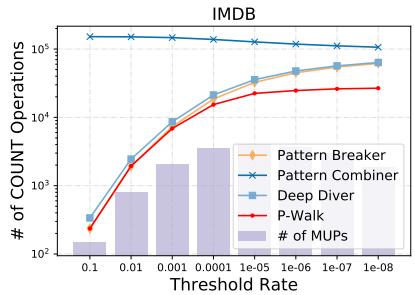 IMDB
# of COUNT Operations
10^5
10^4
10^3
10^2
Pattern Breaker
Pattern Combiner
Deep Diver
P-Walk
# of MUPs
0.1 0.01 0.001 0.0001 1e-05 1e-06 1e-07 1e-08
Threshold Rate